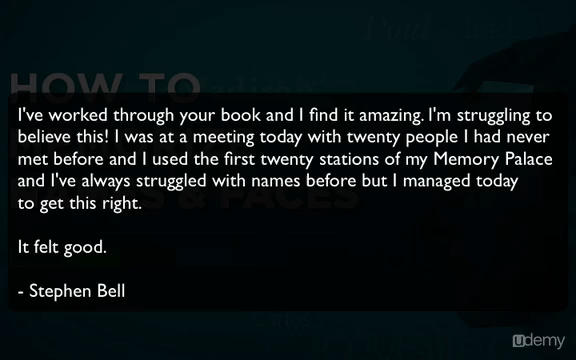 HOW TO
I've worked through your book and I find it amazing. I'm struggling to
believe this! I was at a meeting today with twenty people I had never
met before and I used the first twenty stations of my Memory Palace
and I've always struggled with names before but I managed today
to get this right.
It felt good.
- Stephen Bell
udemy